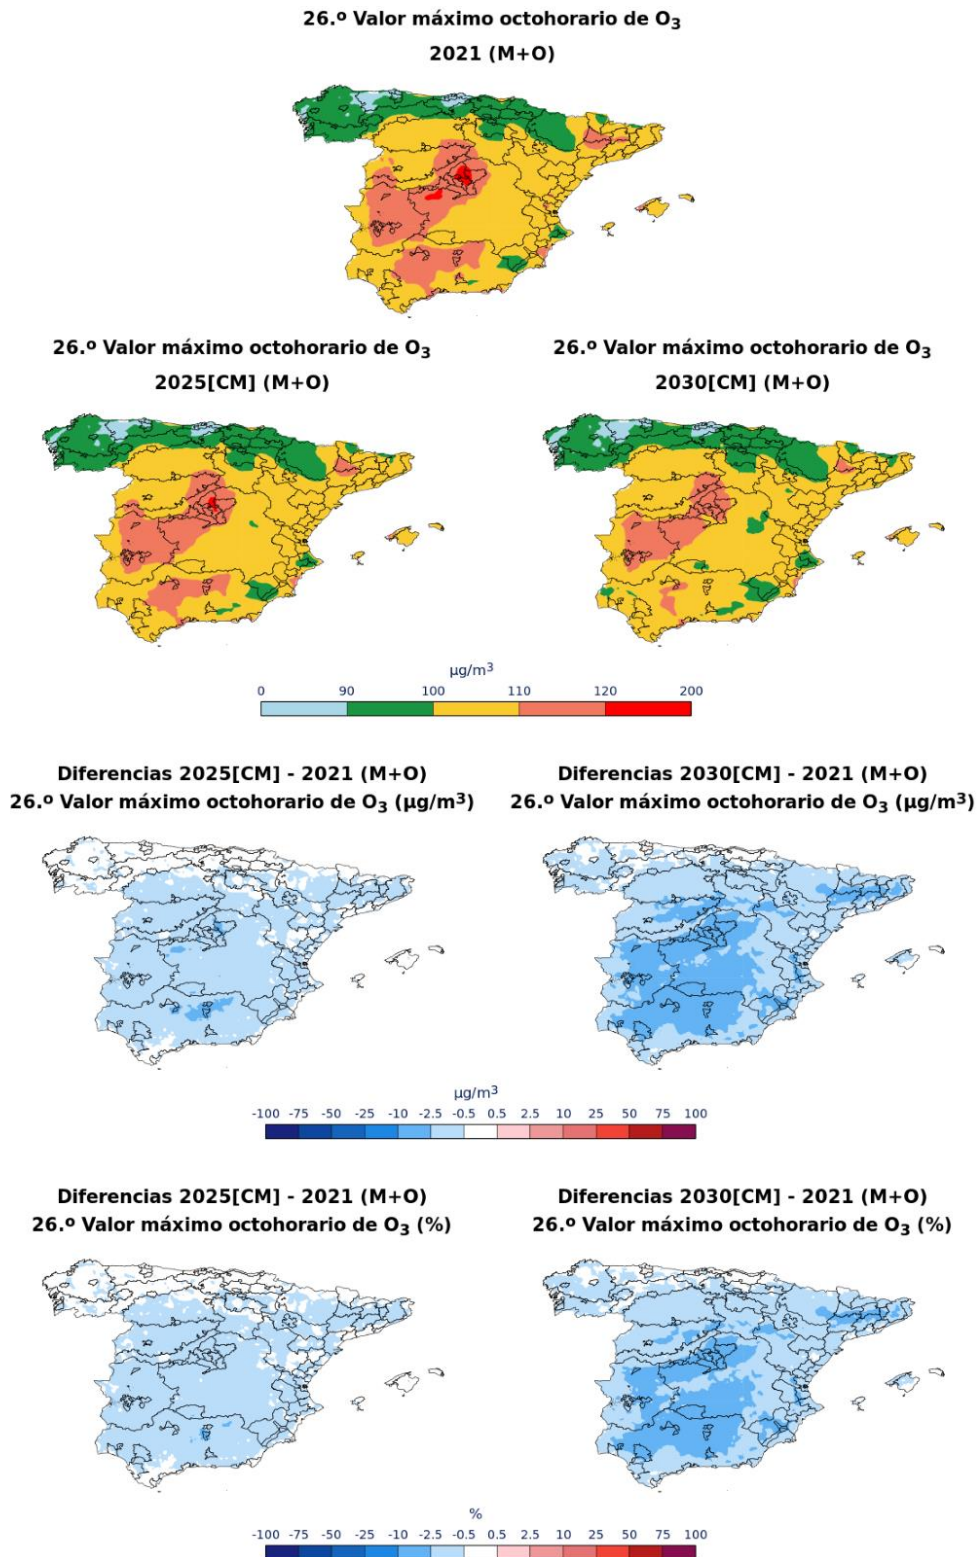 26.º Valor máximo octohorario de O3
2021 (M+O)
26.º Valor máximo octohorario de O3
2025[CM] (M+O)
26.º Valor máximo octohorario de O3
2030[CM] (M+O)
µg/m3
0 90 100 110 120 200
Diferencias 2025[CM] - 2021 (M+O)
26.º Valor máximo octohorario de O3 (µg/m3)
Diferencias 2030[CM] - 2021 (M+O)
26.º Valor máximo octohorario de O3 (µg/m3)
µg/m3
-100 -75 -50 -25 -10 -2.5 -0.5 0.5 2.5 10 25 50 75 100
Diferencias 2025[CM] - 2021 (M+O)
26.º Valor máximo octohorario de O3 (%)
Diferencias 2030[CM] - 2021 (M+O)
26.º Valor máximo octohorario de O3 (%)
%
-100 -75 -50 -25 -10 -2.5 -0.5 0.5 2.5 10 25 50 75 100